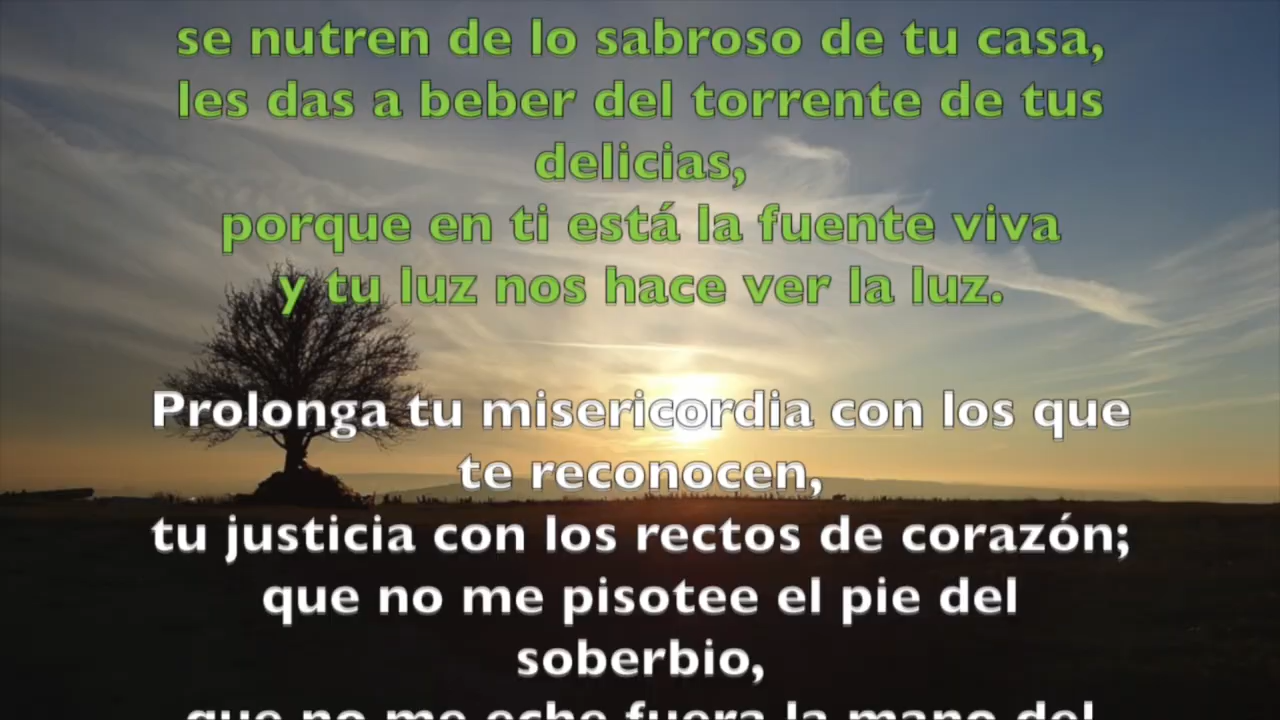 se nutren de lo sabroso de tu casa,
les das a beber del torrente de tus
delicias,
porque en ti está la fuente viva
y tu luz nos hace ver la luz.
Prolonga tu misericordia con los que
te reconocen,
tu justicia con los rectos de corazón;
que no me pisotee el pie del
soberbio,
que no me eche fuera la mano del